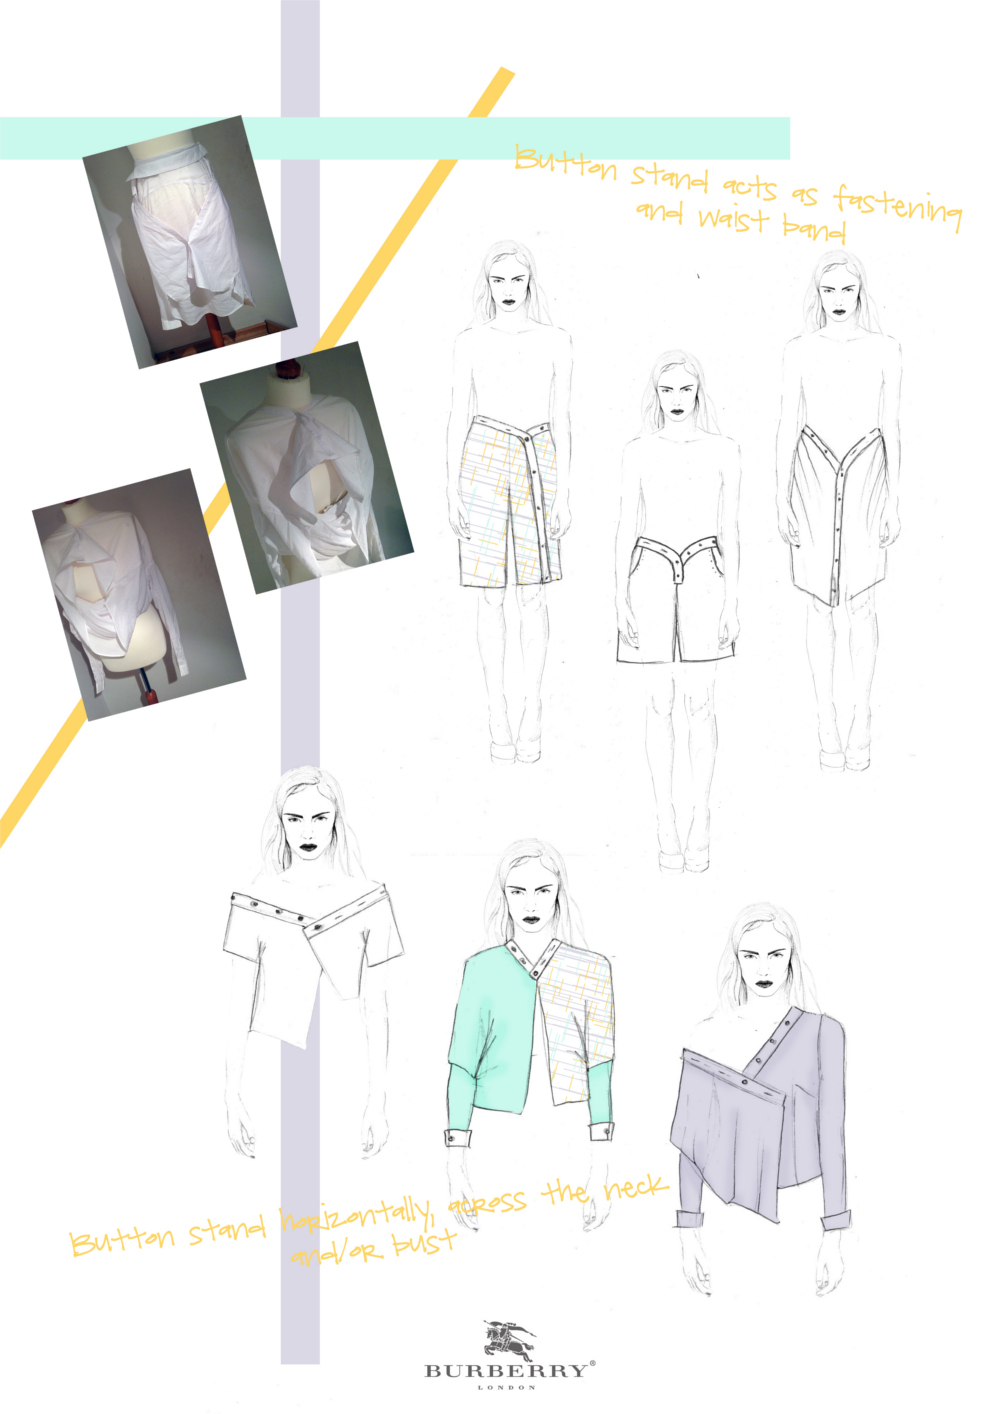 Button stand acts as fastening
and waist band
Button stand horizontally, across the neck
and/or bust
BURBERRY®
LONDON